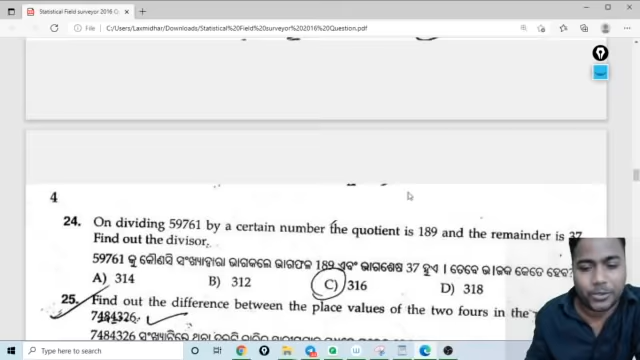 Statistical Field surveyor 2016 Q
File
C:/Users/Laxmidhar/Downloads/Statistical%20Field%20surveyor%202016%20Question.pdf
4
24. On dividing 59761 by a certain number the quotient is 189 and the remainder is 37.
Find out the divisor.
59761 କୁ କୌଣସି ସଂଖ୍ୟାଦ୍ୱାରା ଭାଗକଲେ ଭାଗଫଳ 189 ଏବଂ ଭାଗଶେଷ 37 ହୁଏ । ତେବେ ଭାଜକ କେତେ ହେବ?
A) 314 B) 312 C) 316 D) 318
25. Find out the difference between the place values of the two fours in the
7484326.
7484326
Type here to search